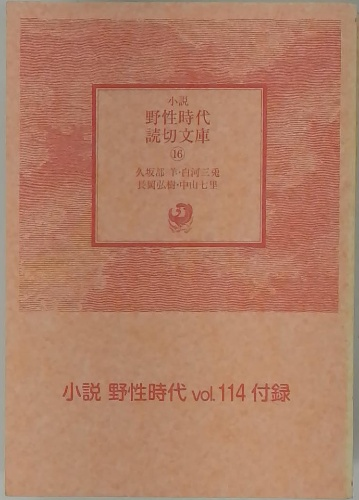 小説
野性時代
読切文庫
⑯
久坂部 羊・白河三兎
長岡弘樹・中山七里
小説 野性時代 vol.114 付録